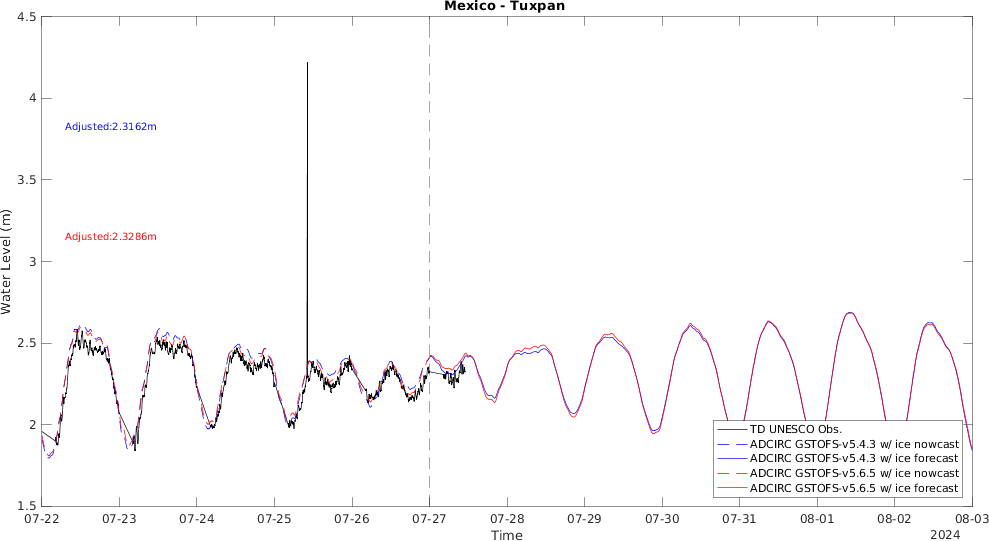 Mexico - Tuxpan
4.5
4
3.5
3
2.5
2
1.5
Water Level (m)
Adjusted:2.3162m
Adjusted:2.3286m
TD UNESCO Obs.
ADCIRC GSTOFS-v5.4.3 w/ ice nowcast
ADCIRC GSTOFS-v5.4.3 w/ ice forecast
ADCIRC GSTOFS-v5.6.5 w/ ice nowcast
ADCIRC GSTOFS-v5.6.5 w/ ice forecast
07-22 07-23 07-24 07-25 07-26 07-27 07-28 07-29 07-30 07-31 08-01 08-02 08-03
Time
2024